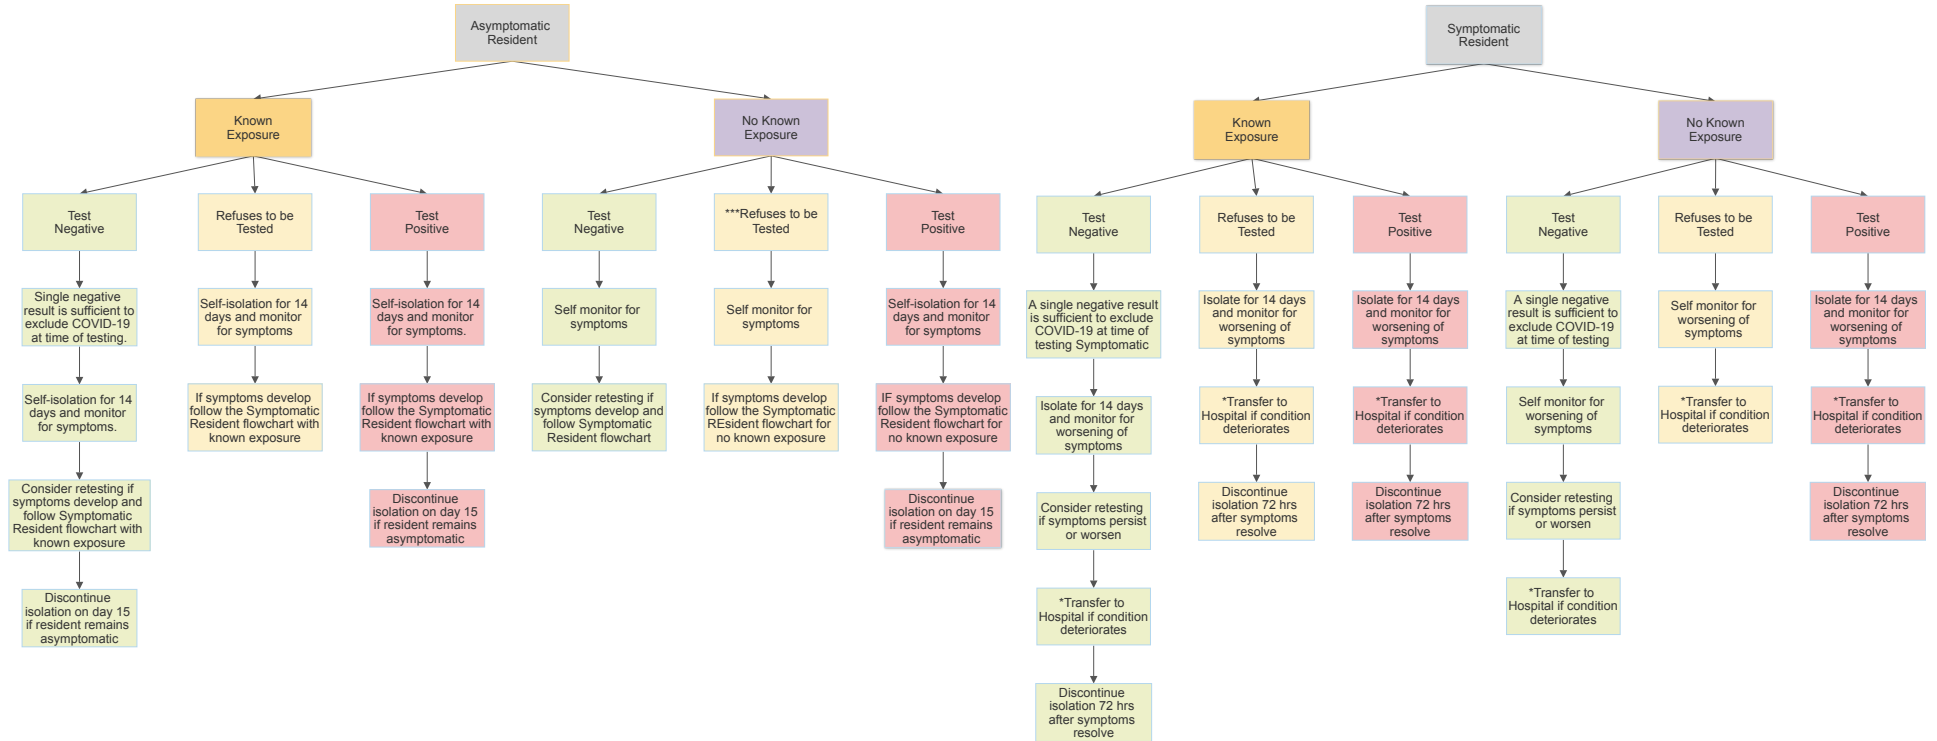 Asymptomatic
Resident
Known
Exposure
No Known
Exposure
Test
Negative
Refuses to be
Tested
Test
Positive
Test
Negative
***Refuses to be
Tested
Test
Positive
Single negative
result is sufficient to
exclude COVID-19
at time of testing.
Self-isolation for 14
days and monitor
for symptoms
Self-isolation for 14
days and monitor
for symptoms.
Self monitor for
symptoms
Self monitor for
symptoms
Self-isolation for 14
days and monitor
for symptoms
Self-isolation for 14
days and monitor
for symptoms.
If symptoms develop
follow the Symptomatic
Resident flowchart with
known exposure
If symptoms develop
follow the Symptomatic
Resident flowchart with
known exposure
Consider retesting if
symptoms develop and
follow Symptomatic
Resident flowchart
If symptoms develop
follow the Symptomatic
REsident flowchart for
no known exposure
IF symptoms develop
follow the Symptomatic
Resident flowchart for
no known exposure
Consider retesting if
symptoms develop and
follow Symptomatic
Resident flowchart with
known exposure
Discontinue
isolation on day 15
if resident remains
asymptomatic
Discontinue
isolation on day 15
if resident remains
asymptomatic
Discontinue
isolation on day 15
if resident remains
asymptomatic
Symptomatic
Resident
Known
Exposure
No Known
Exposure
Test
Negative
Refuses to be
Tested
Test
Positive
Test
Negative
Refuses to be
Tested
Test
Positive
A single negative result
is sufficient to exclude
COVID-19 at time of
testing Symptomatic
Isolate for 14 days
and monitor for
worsening of
symptoms
Isolate for 14 days
and monitor for
worsening of
symptoms
A single negative
result is sufficient to
exclude COVID-19
at time of testing
Self monitor for
worsening of
symptoms
Isolate for 14 days
and monitor for
worsening of
symptoms
Isolate for 14 days
and monitor for
worsening of
symptoms
*Transfer to
Hospital if condition
deteriorates
*Transfer to
Hospital if condition
deteriorates
Self monitor for
worsening of
symptoms
*Transfer to
Hospital if condition
deteriorates
*Transfer to
Hospital if condition
deteriorates
Consider retesting
if symptoms persist
or worsen
Discontinue
isolation 72 hrs
after symptoms
resolve
Discontinue
isolation 72 hrs
after symptoms
resolve
Consider retesting
if symptoms persist
or worsen
Discontinue
isolation 72 hrs
after symptoms
resolve
*Transfer to
Hospital if condition
deteriorates
*Transfer to
Hospital if condition
deteriorates
Discontinue
isolation 72 hrs
after symptoms
resolve